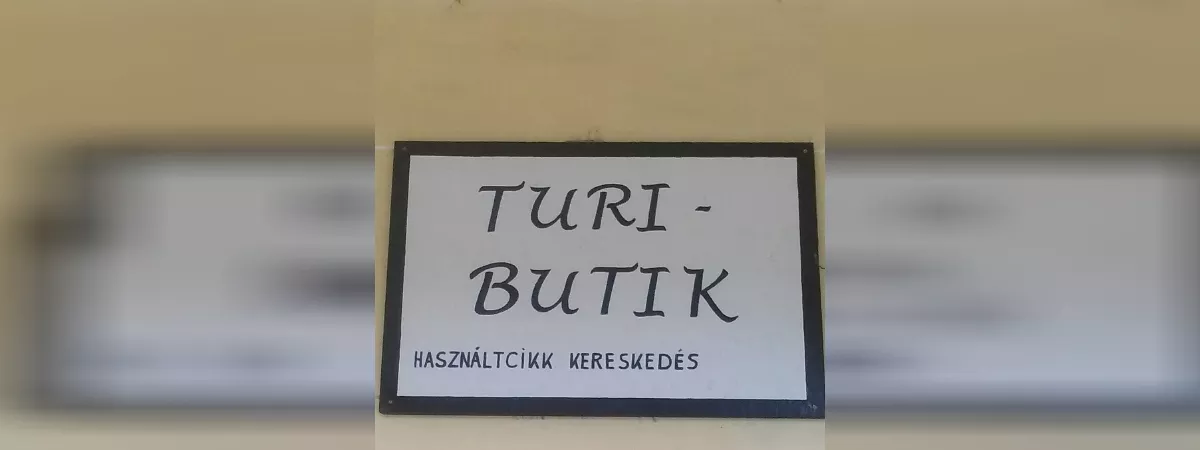 TURI -
BUTIK
HASZNÁLTCIKK KERESKEDÉS